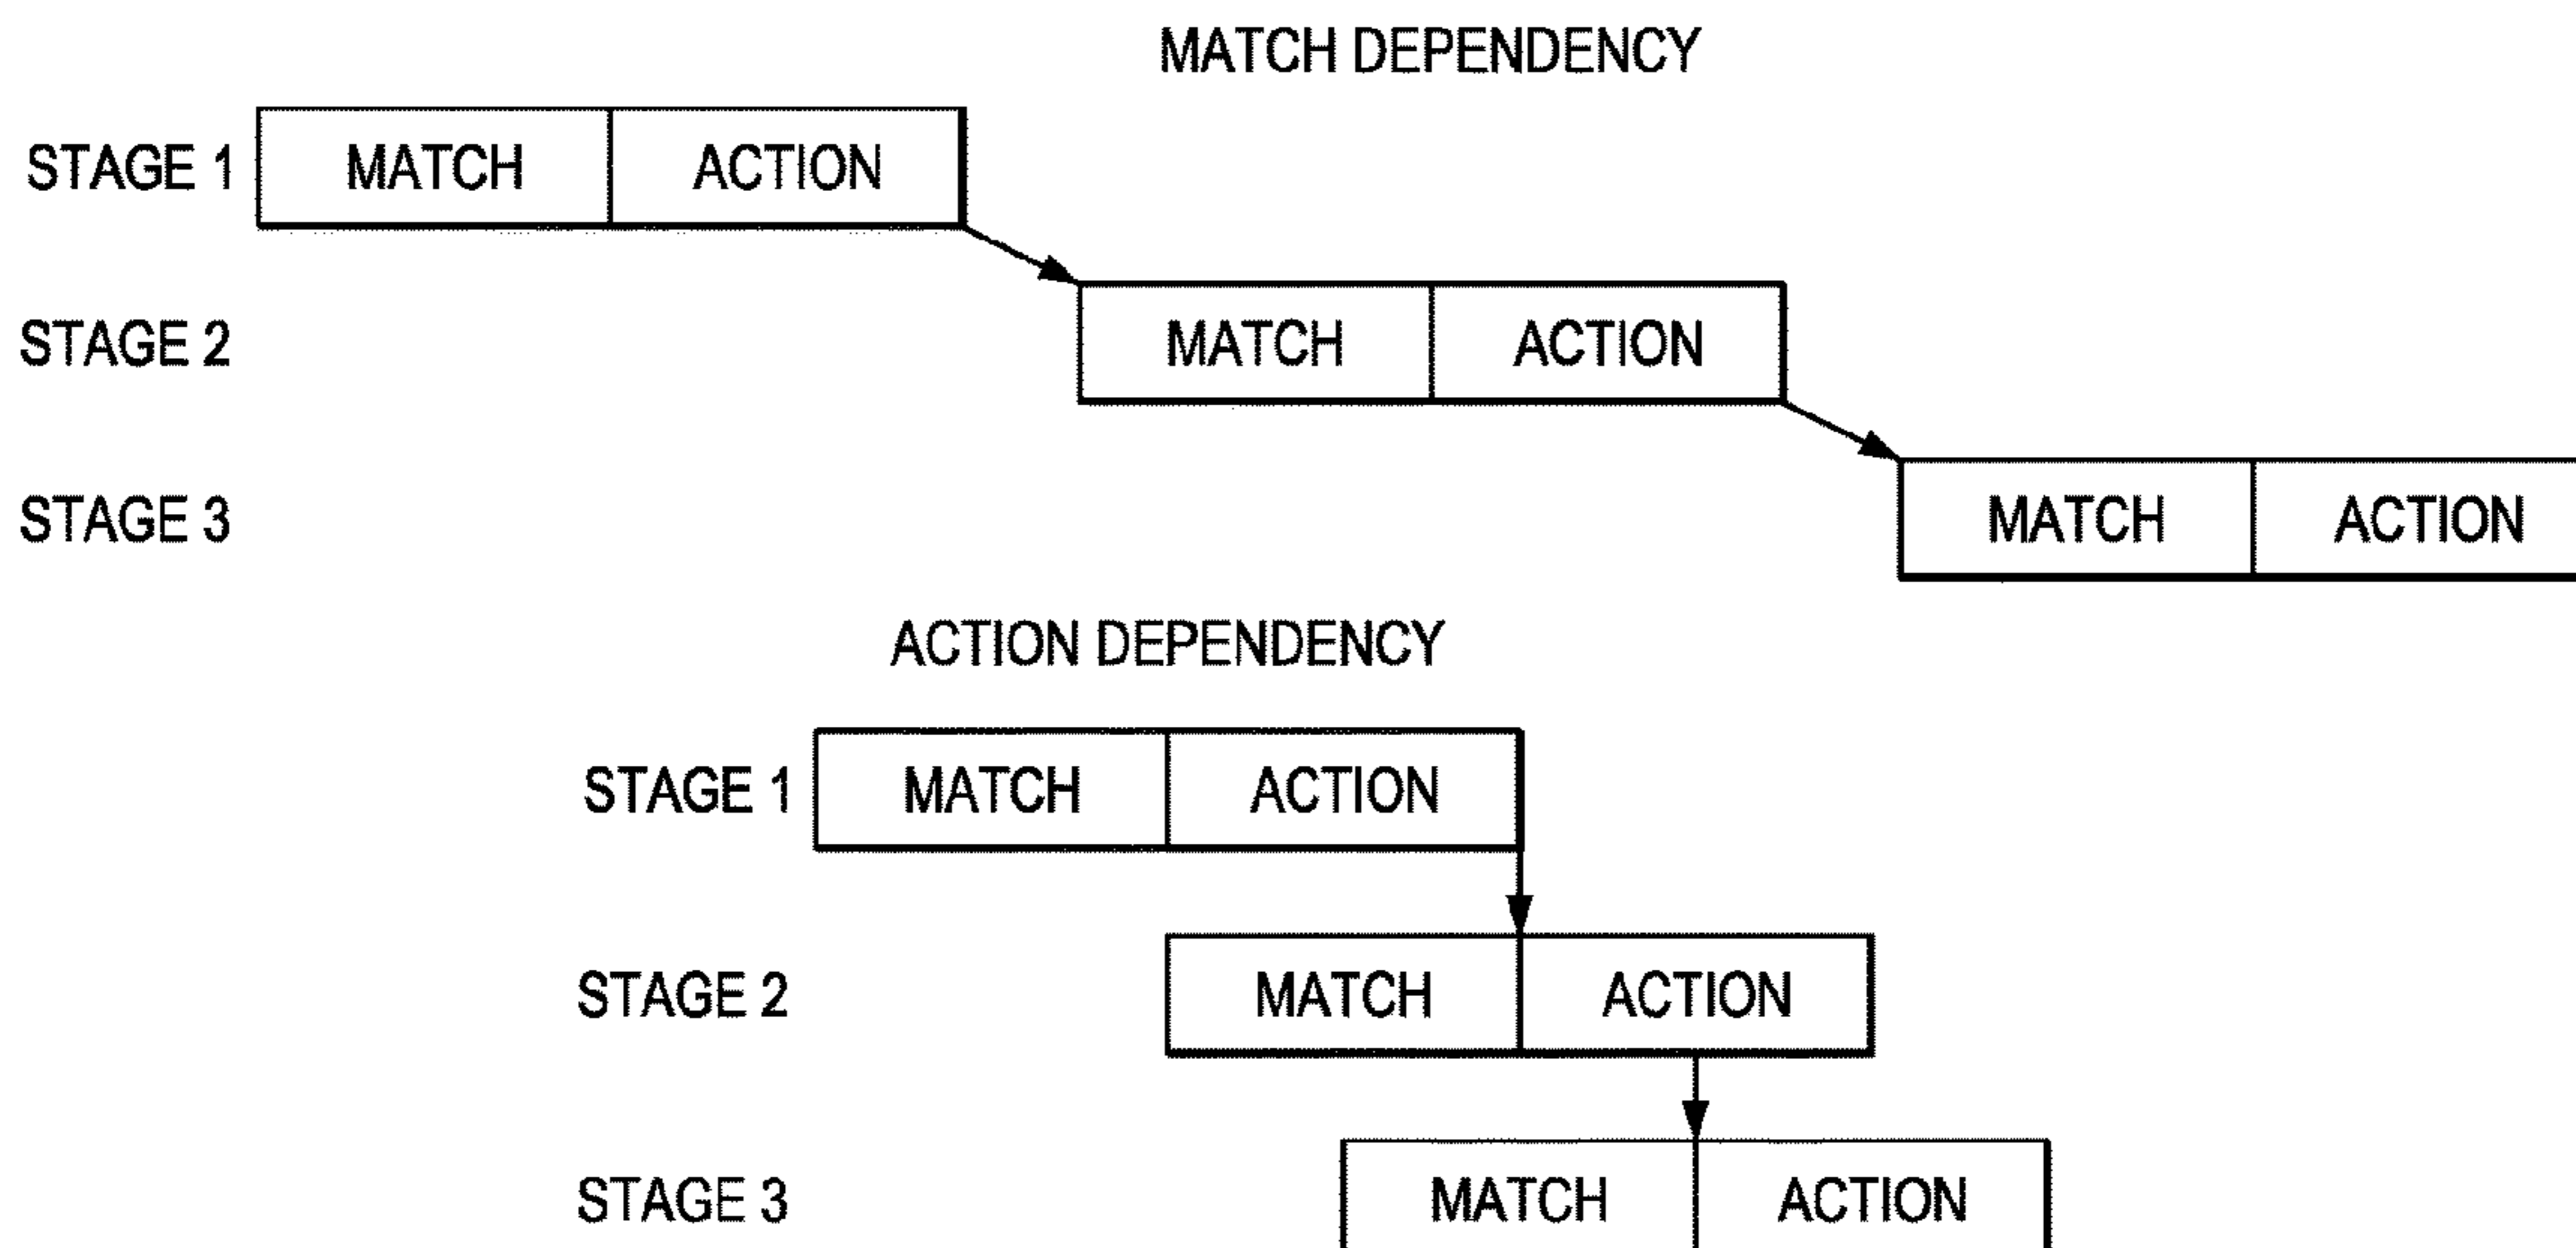 MATCH DEPENDENCY
STAGE 1 MATCH ACTION
STAGE 2 MATCH ACTION
STAGE 3 MATCH ACTION
ACTION DEPENDENCY
STAGE 1 MATCH ACTION
STAGE 2 MATCH ACTION
STAGE 3 MATCH ACTION